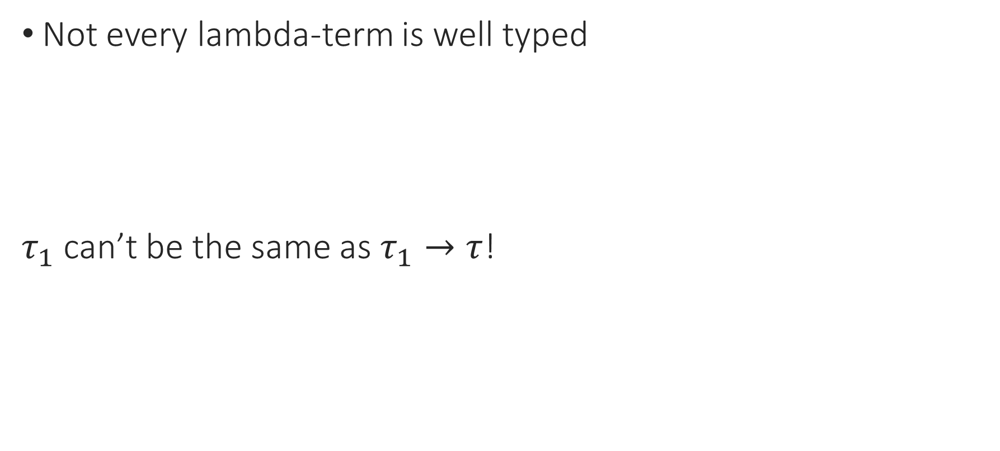 • Not every lambda-term is well typed
𝜏₁ can’t be the same as 𝜏₁ → 𝜏!